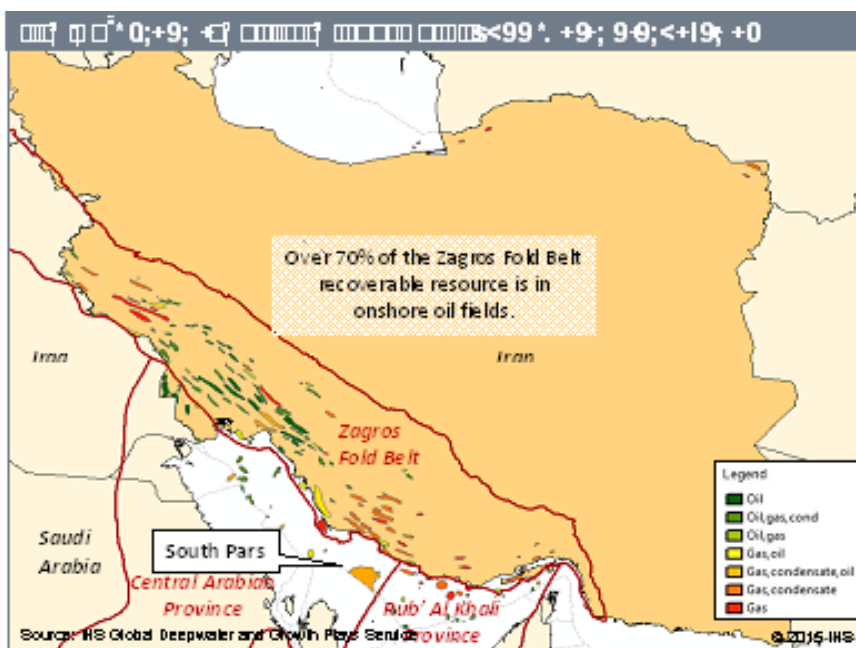 Over 70% of the Zagros Fold Belt
recoverable resource is in
onshore oil fields.
Iran
Iran
Zagros
Fold Belt
Legend
Oil
Oil,gas,cond
Oil,gas
Gas,oil
Gas,condensate,oil
Gas,condensate
Gas
Saudi
Arabia
South Pars
Central Arabian
Province
Rub' Al Khali
Province
Source: IHS Global Deepwater and Growth Plays Service
© 2015 IHS